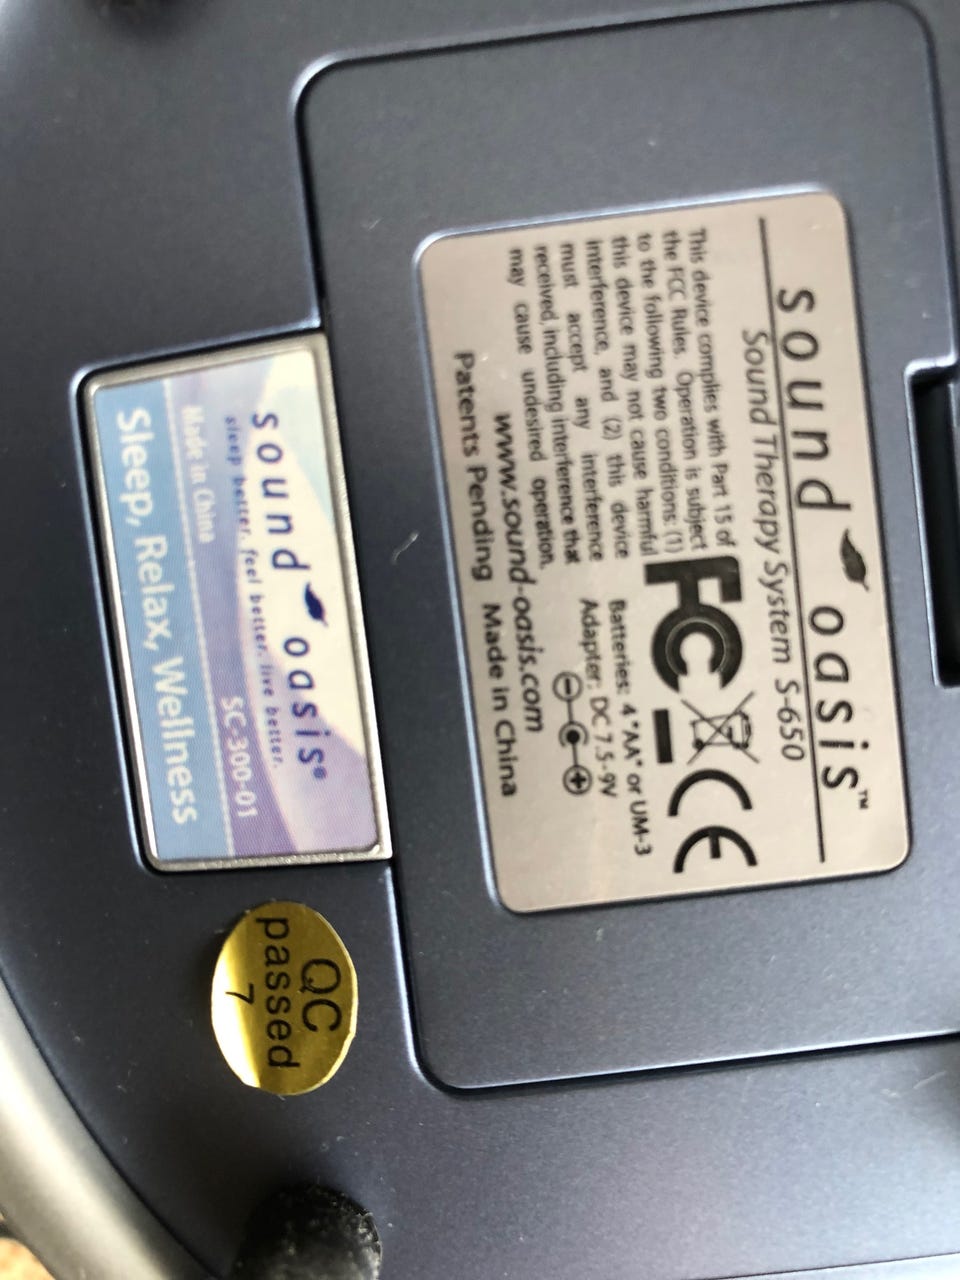 sound oasis™
Sound Therapy System S-650
This device complies with Part 15 of
the FCC Rules. Operation is subject
to the following two conditions: (1)
this device may not cause harmful
interference, and (2) this device
must accept any interference
received, including interference that
may cause undesired operation.
FC CE
Batteries: 4 "AA" or UM-3
Adapter: DC 7.5-9V
www.sound-oasis.com
Patents Pending Made in China
sound oasis®
sleep better. feel better. live better.
Made in China SC-300-01
Sleep, Relax, Wellness
QC
passed
7